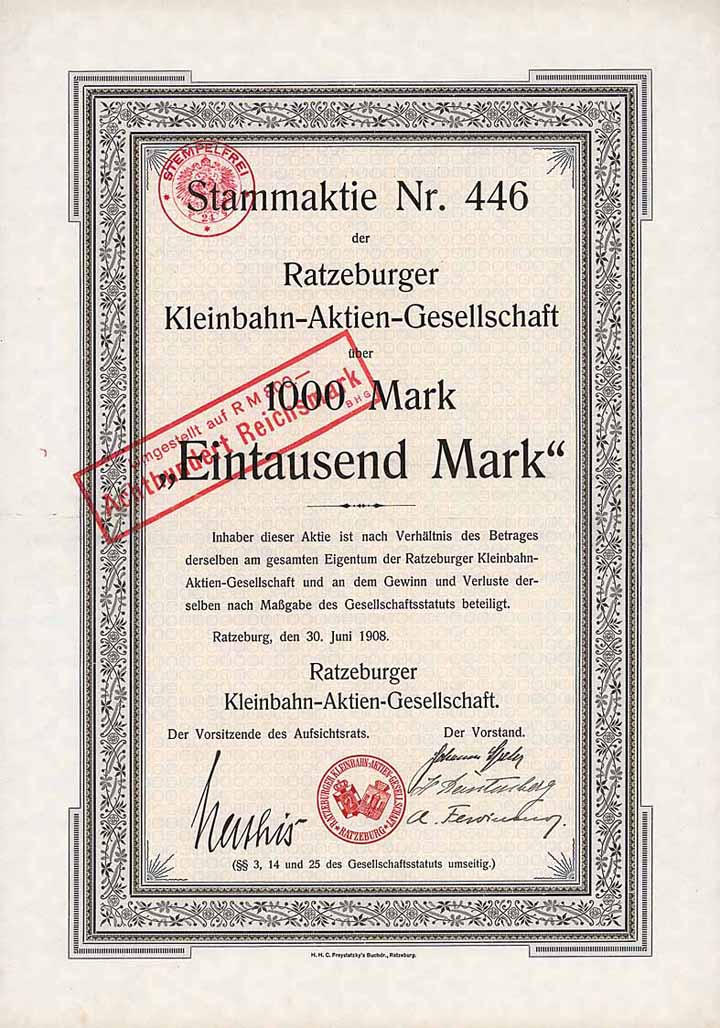 STEMPELFREI
Stammaktie Nr. 446
der
Ratzeburger
Kleinbahn-Aktien-Gesellschaft
über
1000 Mark
Umgestellt auf RM 800.—
Achthundert Reichsmark
BHG
„Eintausend Mark“
Inhaber dieser Aktie ist nach Verhältnis des Betrages
derselben am gesamten Eigentum der Ratzeburger Kleinbahn-
Aktien-Gesellschaft und an dem Gewinn und Verluste der-
selben nach Maßgabe des Gesellschaftsstatuts beteiligt.
Ratzeburg, den 30. Juni 1908.
Ratzeburger
Kleinbahn-Aktien-Gesellschaft.
Der Vorsitzende des Aufsichtsrats.
Der Vorstand.
RATZEBURGER KLEINBAHN-AKTIEN-GESELLSCHAFT
RATZEBURG
(§§ 3, 14 und 25 des Gesellschaftsstatuts umseitig.)
H. H. C. Freystatzky's Buchdr., Ratzeburg.